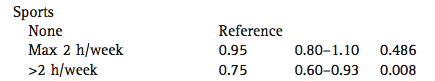 Sports
None Reference
Max 2 h/week 0.95 0.80–1.10 0.486
>2 h/week 0.75 0.60–0.93 0.008